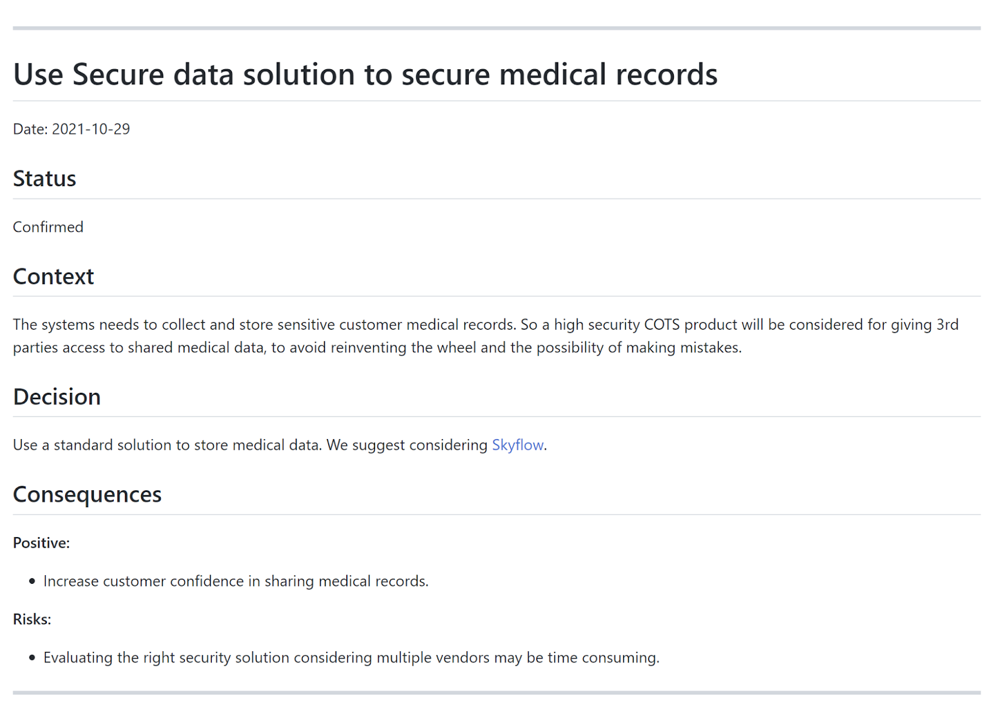 Use Secure data solution to secure medical records
Date: 2021-10-29
Status
Confirmed
Context
The systems needs to collect and store sensitive customer medical records. So a high security COTS product will be considered for giving 3rd
parties access to shared medical data, to avoid reinventing the wheel and the possibility of making mistakes.
Decision
Use a standard solution to store medical data. We suggest considering Skyflow.
Consequences
Positive:
• Increase customer confidence in sharing medical records.
Risks:
• Evaluating the right security solution considering multiple vendors may be time consuming.